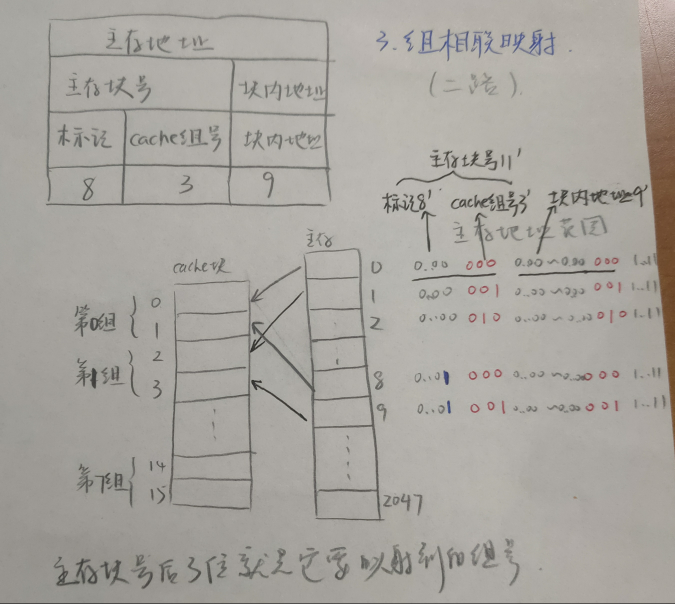 主存地址
主存块号 块内地址
标记 cache组号 块内地址
8 3 9
3.组相联映射.
(二路).
主存块号11'
标记8' cache组号3' 块内地址9'
主存地址范围
cache块
主存
0 0..00 000 0..00~0..00 000 1..11
1 0..00 001 0..00~0..00 001 1..11
2 0..00 010 0..00~0..00 010 1..11
8 0..01 000 0..00~0..00 000 1..11
9 0..01 001 0..00~0..00 001 1..11
2047
第0组 0
1
第1组 2
3
第7组 14
15
主存块号后3位就是它要映射到的组号.